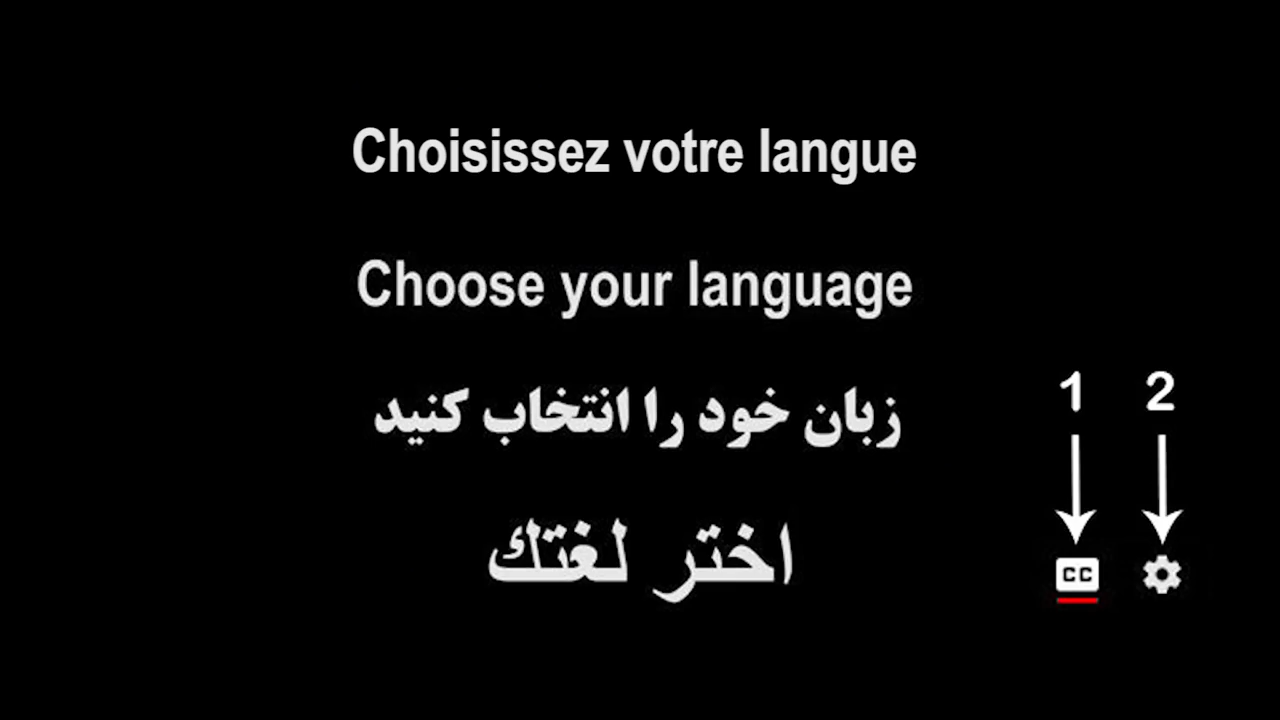 Choisissez votre langue
Choose your language
زبان خود را انتخاب کنید
اختر لغتك
1 2
CC